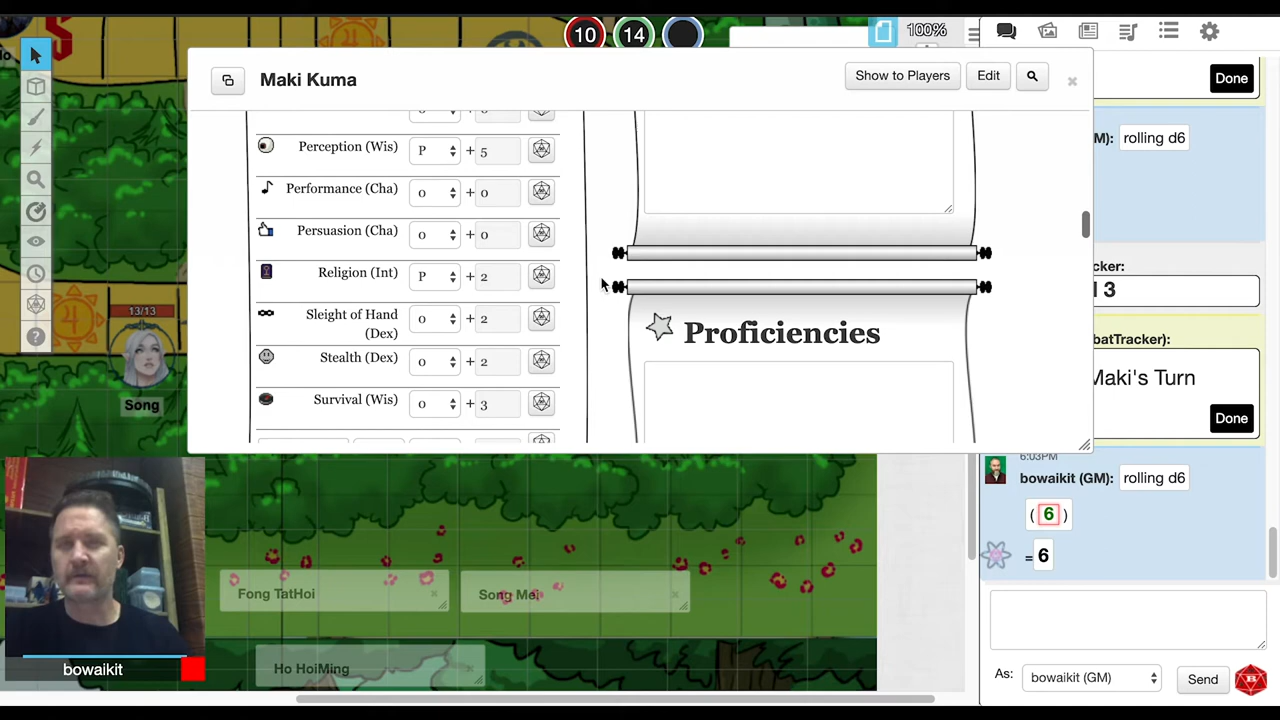 10 14 100%
Maki Kuma Show to Players Edit
Perception (Wis) P + 5
Performance (Cha) 0 + 0
Persuasion (Cha) 0 + 0
Religion (Int) P + 2
Sleight of Hand (Dex) 0 + 2
Stealth (Dex) 0 + 2
Survival (Wis) 0 + 3
Proficiencies
13/13
Song
Fong TatHoi
Song Mei
Ho HoiMing
bowaikit
Done
M): rolling d6
cker:
13
batTracker):
Maki's Turn
Done
6:03PM
bowaikit (GM): rolling d6
(6)
=6
As: bowaikit (GM) Send